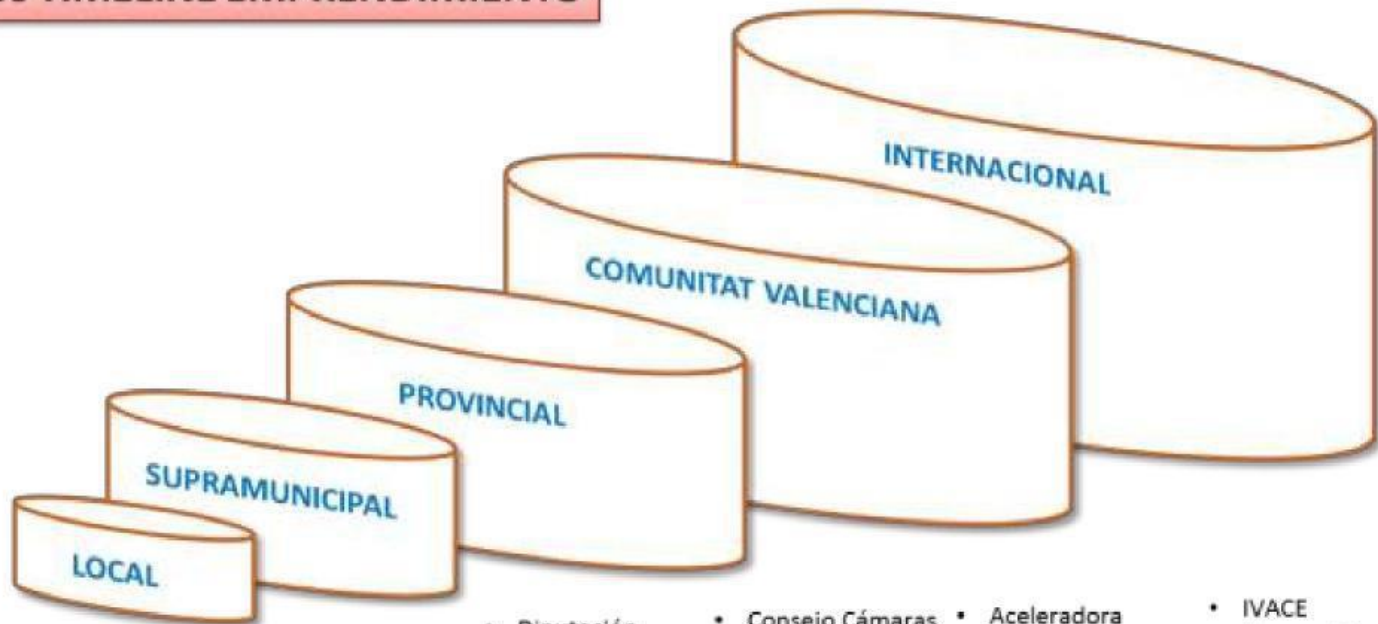 INTERNACIONAL
COMUNITAT VALENCIANA
PROVINCIAL
SUPRAMUNICIPAL
LOCAL
• Consejo Cámaras
• Aceleradora
• IVACE